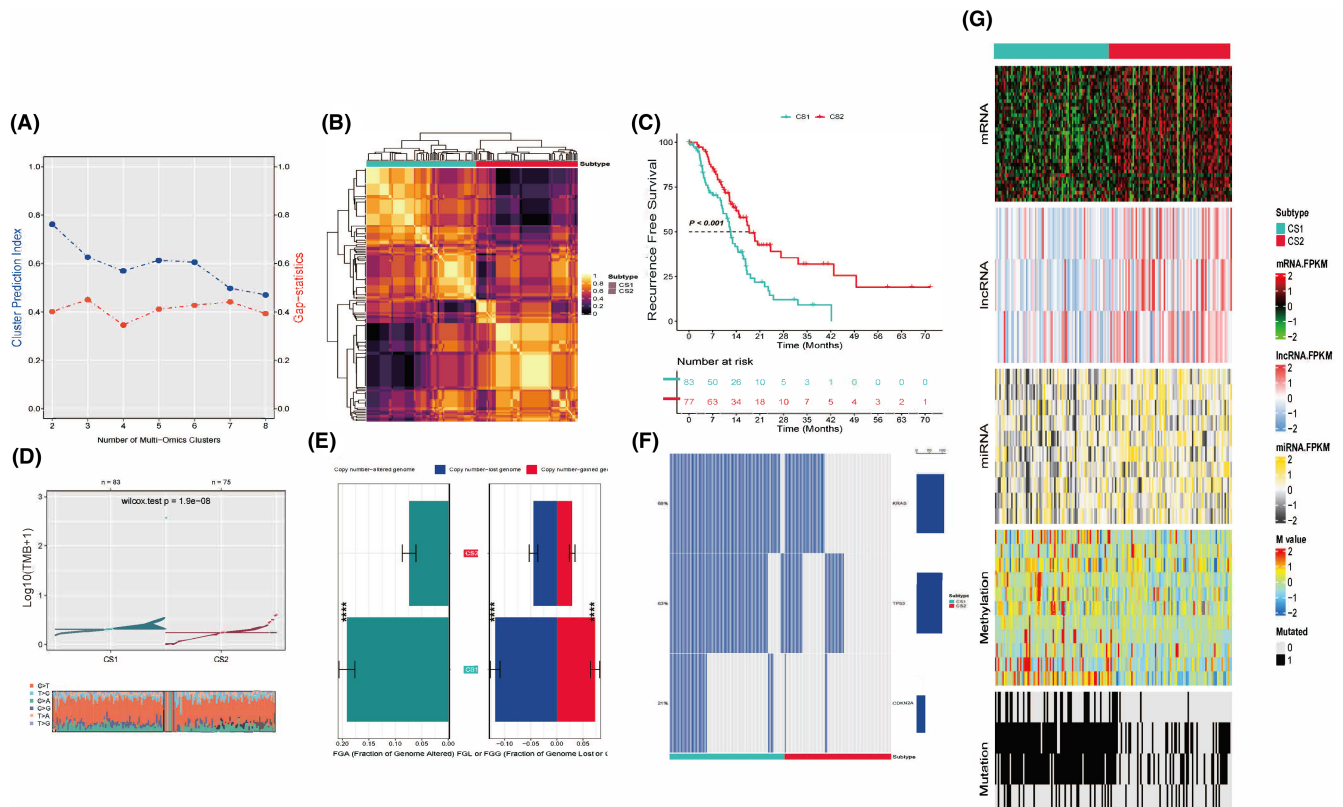 (A)
1.0
0.8
0.6
0.4
0.2
0.0
Cluster Prediction Index
1.0
0.8
0.6
0.4
0.2
0.0
Gap-statistics
2 3 4 5 6 7 8
Number of Multi-Omics Clusters
(B)
Subtype
1
0.8
0.6
0.4
0.2
0
Subtype
CS1
CS2
(C)
CS1 CS2
100
75
50
25
0
Recurrence Free Survival
P < 0.001
0 7 14 21 28 35 42 49 56 63 70
Time (Months)
Number at risk
83 50 26 10 5 3 1 0 0 0 0
77 63 34 18 10 7 5 4 3 2 1
0 7 14 21 28 35 42 49 56 63 70
Time (Months)
(D)
n = 83 n = 75
wilcox.test p = 1.9e-08
3
2
1
0
Log10(TMB+1)
CS1 CS2
C>T
T>C
C>A
C>G
T>A
T>G
(E)
Copy number-altered genome Copy number-lost genome Copy number-gained ge
CS2
**** **** ****
CS1
0.20 0.15 0.10 0.05 0.00
0.10 0.05 0.00 0.05
FGA (Fraction of Genome Altered) FGL or FGG (Fraction of Genome Lost or
(F)
0 50 100
68% KRAS
63% TP53
21% CDKN2A
Subtype
CS1
CS2
Subtype
(G)
mRNA
lncRNA
miRNA
Methylation
Mutation
Subtype
CS1
CS2
mRNA.FPKM
2
1
0
−1
−2
lncRNA.FPKM
2
1
0
−1
−2
miRNA.FPKM
2
1
0
−1
−2
M value
2
1
0
−1
−2
Mutated
0
1